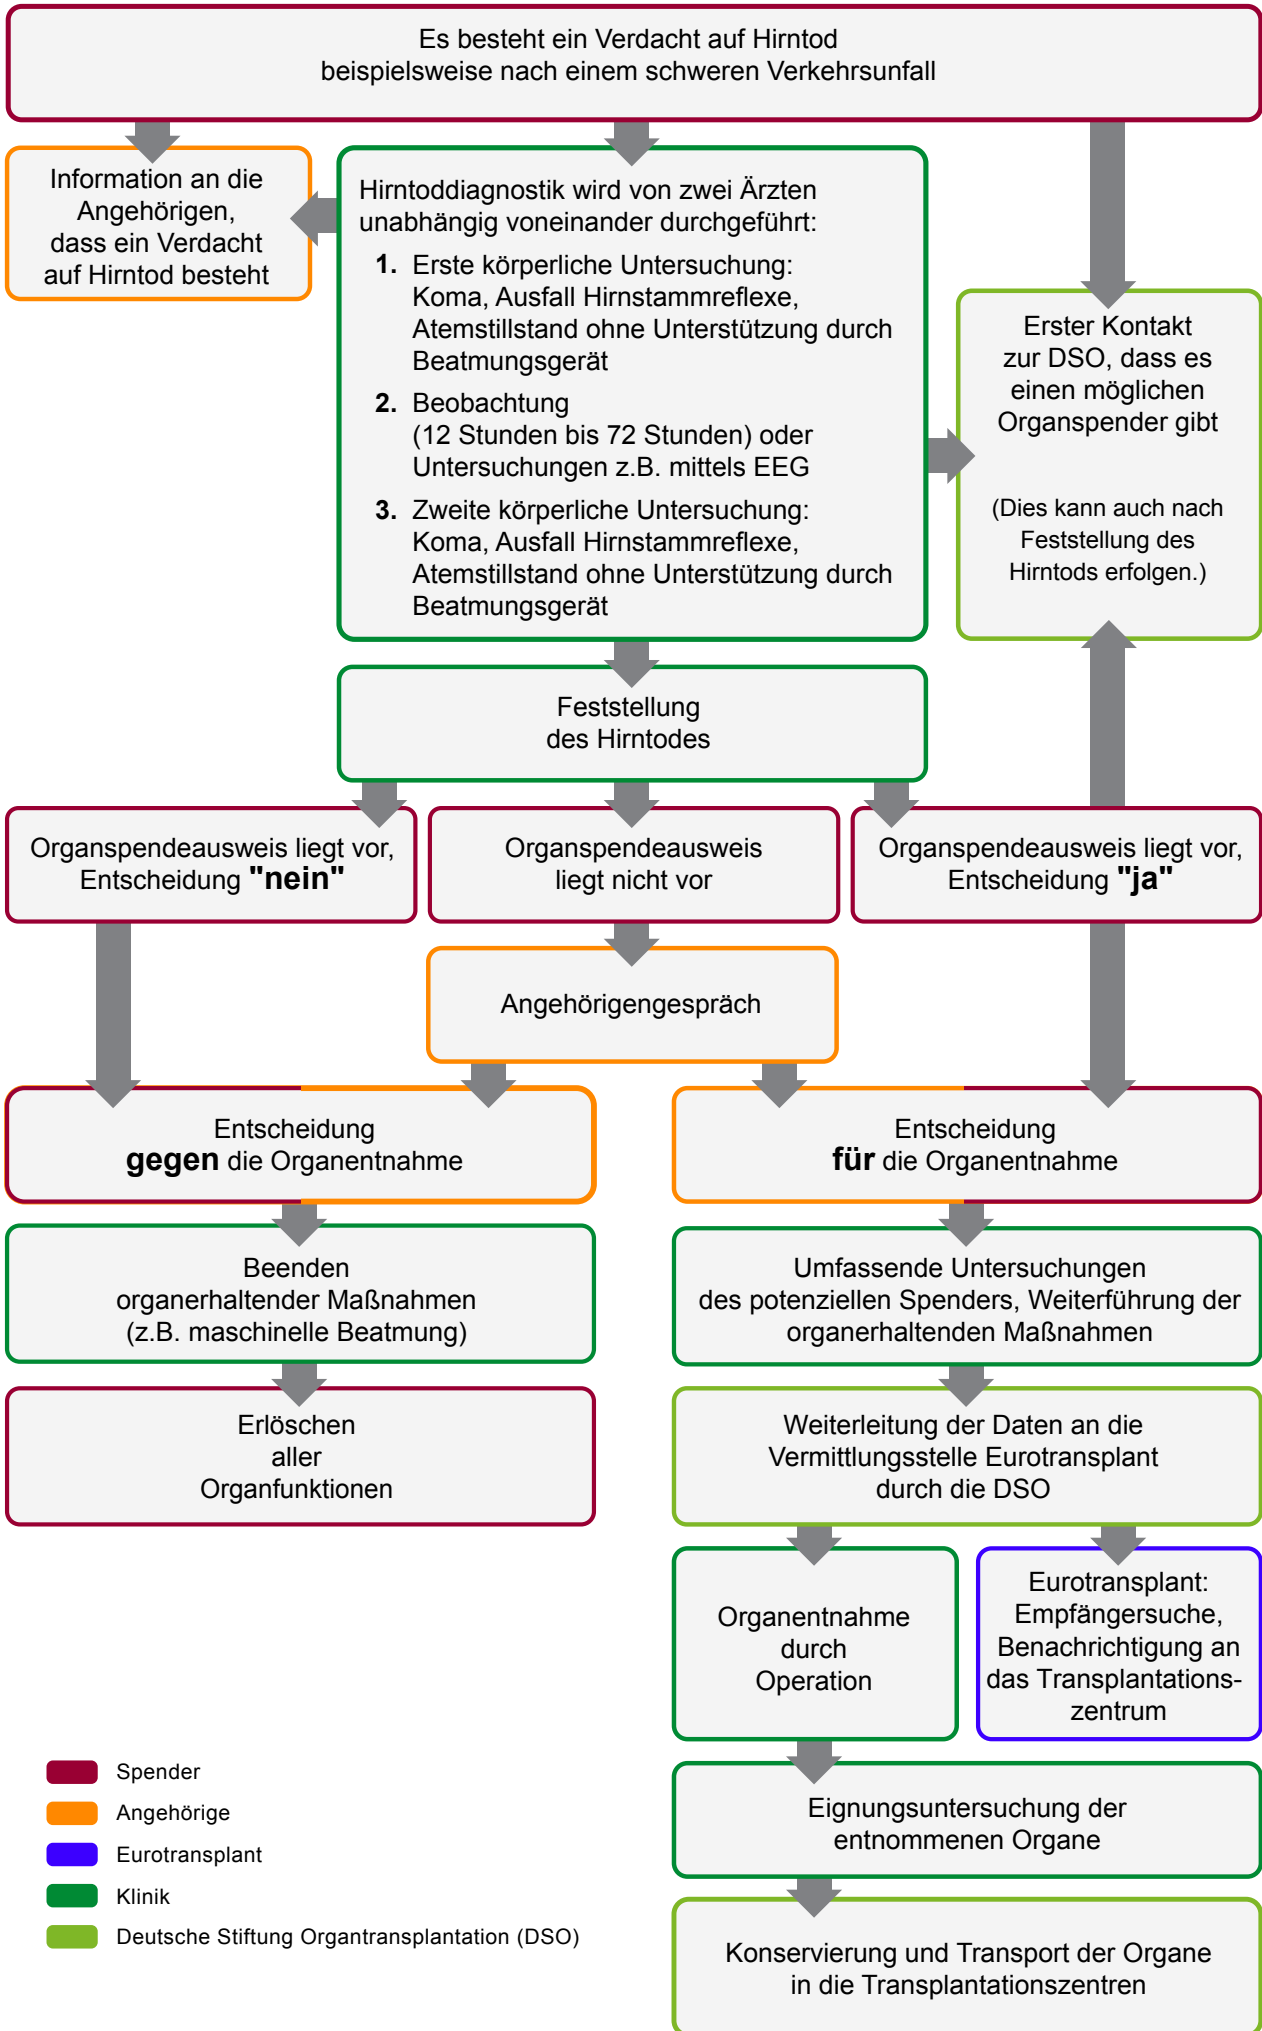 Es besteht ein Verdacht auf Hirntod
beispielsweise nach einem schweren Verkehrsunfall
Information an die
Angehörigen,
dass ein Verdacht
auf Hirntod besteht
Hirntoddiagnostik wird von zwei Ärzten
unabhängig voneinander durchgeführt:
1. Erste körperliche Untersuchung:
Koma, Ausfall Hirnstammreflexe,
Atemstillstand ohne Unterstützung durch
Beatmungsgerät
2. Beobachtung
(12 Stunden bis 72 Stunden) oder
Untersuchungen z.B. mittels EEG
3. Zweite körperliche Untersuchung:
Koma, Ausfall Hirnstammreflexe,
Atemstillstand ohne Unterstützung durch
Beatmungsgerät
Erster Kontakt
zur DSO, dass es
einen möglichen
Organspender gibt
(Dies kann auch nach
Feststellung des
Hirntods erfolgen.)
Feststellung
des Hirntodes
Organspendeausweis liegt vor,
Entscheidung "nein"
Organspendeausweis
liegt nicht vor
Organspendeausweis liegt vor,
Entscheidung "ja"
Angehörigengespräch
Entscheidung
gegen die Organentnahme
Entscheidung
für die Organentnahme
Beenden
organerhaltender Maßnahmen
(z.B. maschinelle Beatmung)
Umfassende Untersuchungen
des potenziellen Spenders, Weiterführung der
organerhaltenden Maßnahmen
Erlöschen
aller
Organfunktionen
Weiterleitung der Daten an die
Vermittlungsstelle Eurotransplant
durch die DSO
Organentnahme
durch
Operation
Eurotransplant:
Empfängersuche,
Benachrichtigung an
das Transplantations-
zentrum
Eignungsuntersuchung der
entnommenen Organe
Konservierung und Transport der Organe
in die Transplantationszentren
Spender
Angehörige
Eurotransplant
Klinik
Deutsche Stiftung Organtransplantation (DSO)